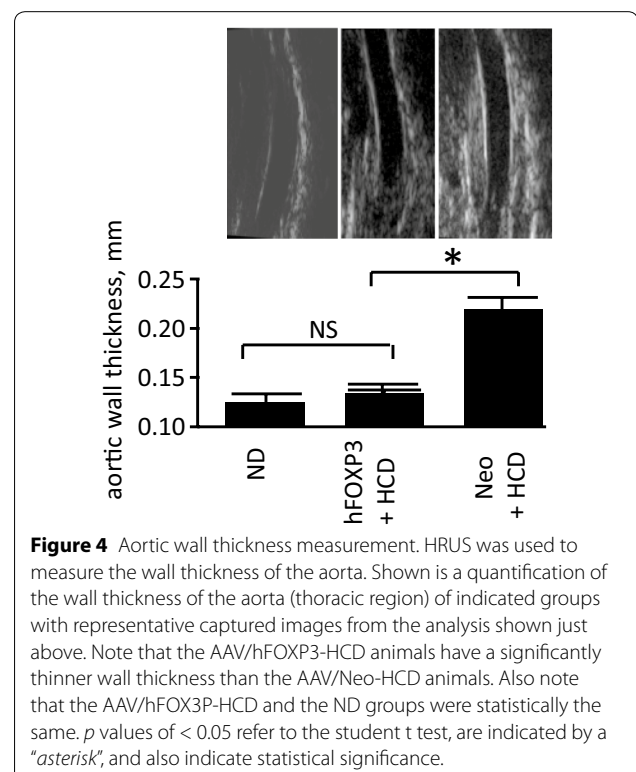 aortic wall thickness, mm
0.25
0.20
0.15
0.10
NS
*
ND
hFOXP3
+ HCD
Neo
+ HCD
Figure 4 Aortic wall thickness measurement. HRUS was used to
measure the wall thickness of the aorta. Shown is a quantification of
the wall thickness of the aorta (thoracic region) of indicated groups
with representative captured images from the analysis shown just
above. Note that the AAV/hFOXP3-HCD animals have a significantly
thinner wall thickness than the AAV/Neo-HCD animals. Also note
that the AAV/hFOX3P-HCD and the ND groups were statistically the
same. p values of < 0.05 refer to the student t test, are indicated by a
“asterisk”, and also indicate statistical significance.